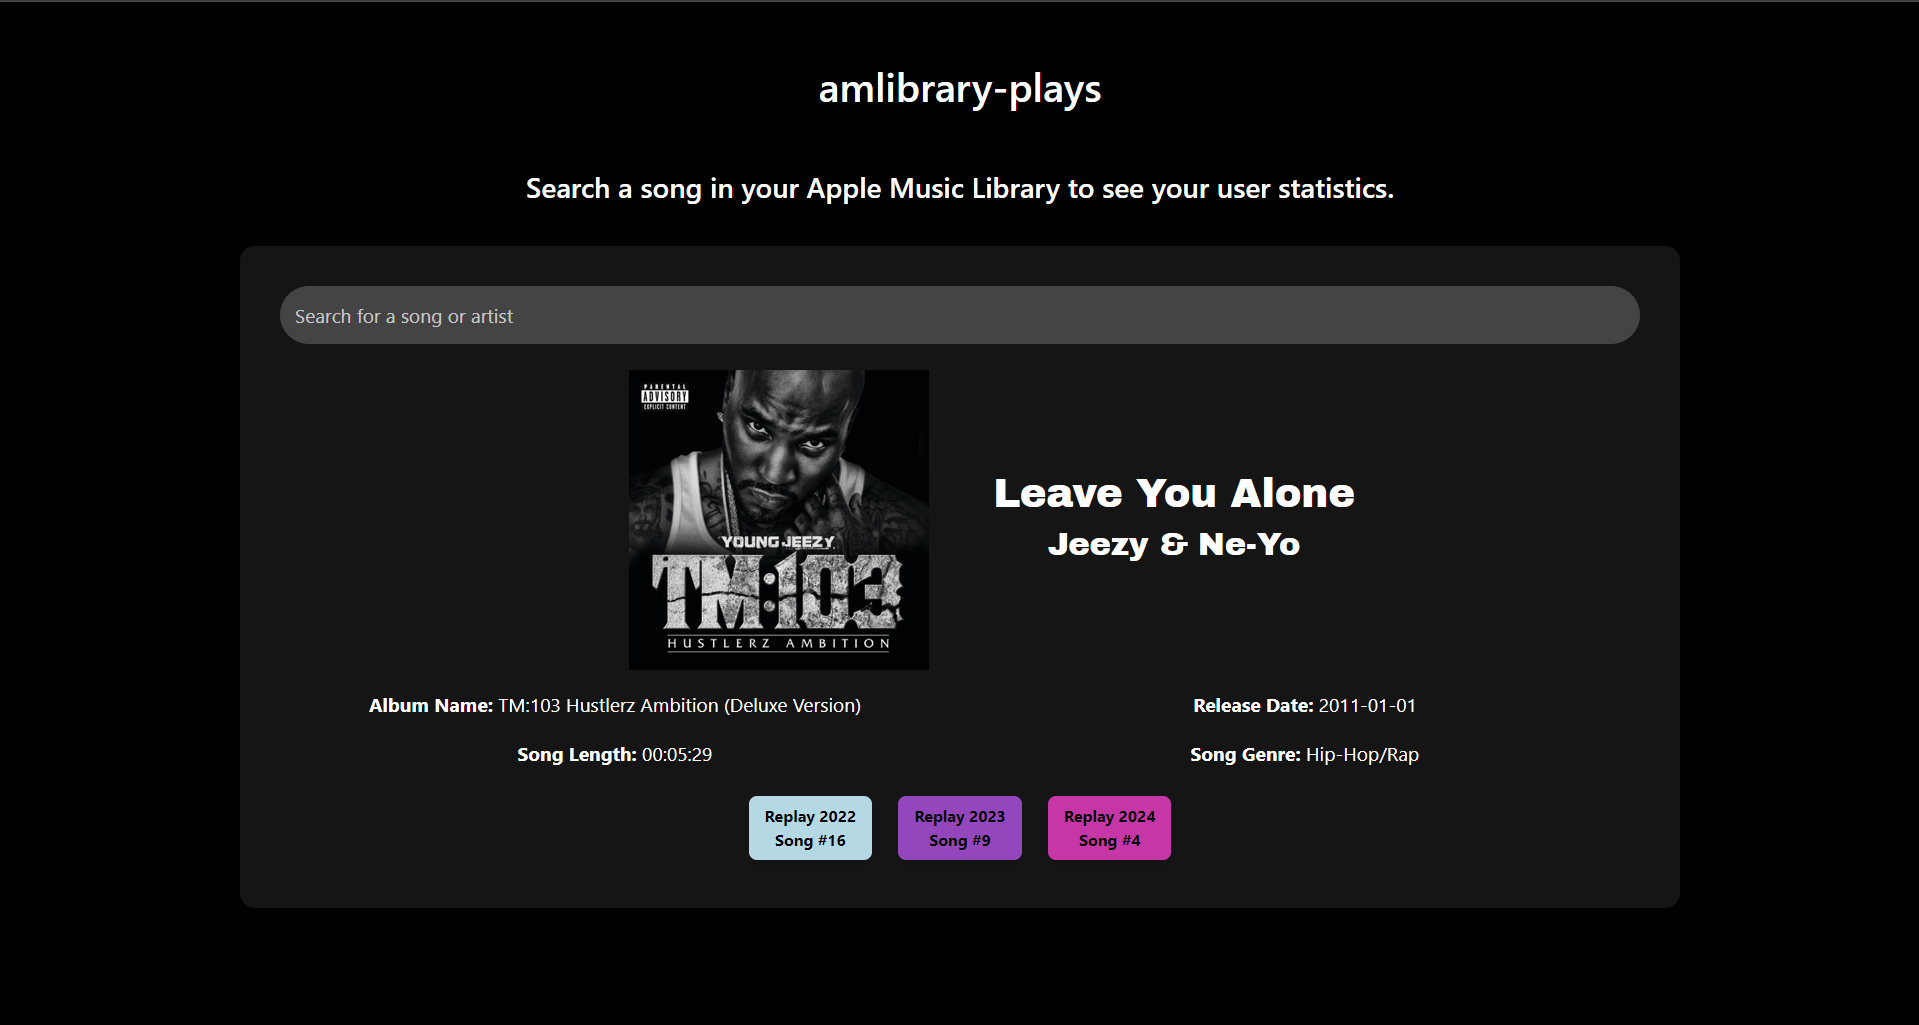 amlibrary-plays
Search a song in your Apple Music Library to see your user statistics.
Search for a song or artist
PARENTAL
ADVISORY
EXPLICIT CONTENT
YOUNG JEEZY
TM:103
HUSTLERZ AMBITION
Leave You Alone
Jeezy & Ne-Yo
Album Name: TM:103 Hustlerz Ambition (Deluxe Version)
Release Date: 2011-01-01
Song Length: 00:05:29
Song Genre: Hip-Hop/Rap
Replay 2022
Song #16
Replay 2023
Song #9
Replay 2024
Song #4